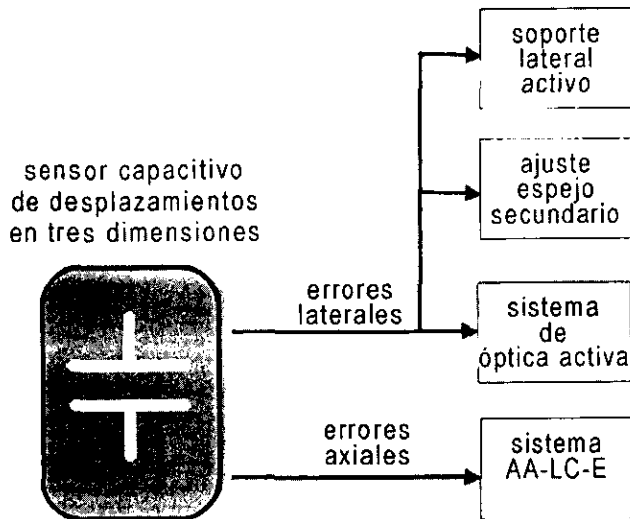 soporte
lateral
activo
sensor capacitivo
de desplazamientos
en tres dimensiones
ajuste
espejo
secundario
errores
laterales
sistema
de
óptica activa
errores
axiales
sistema
AA-LC-E